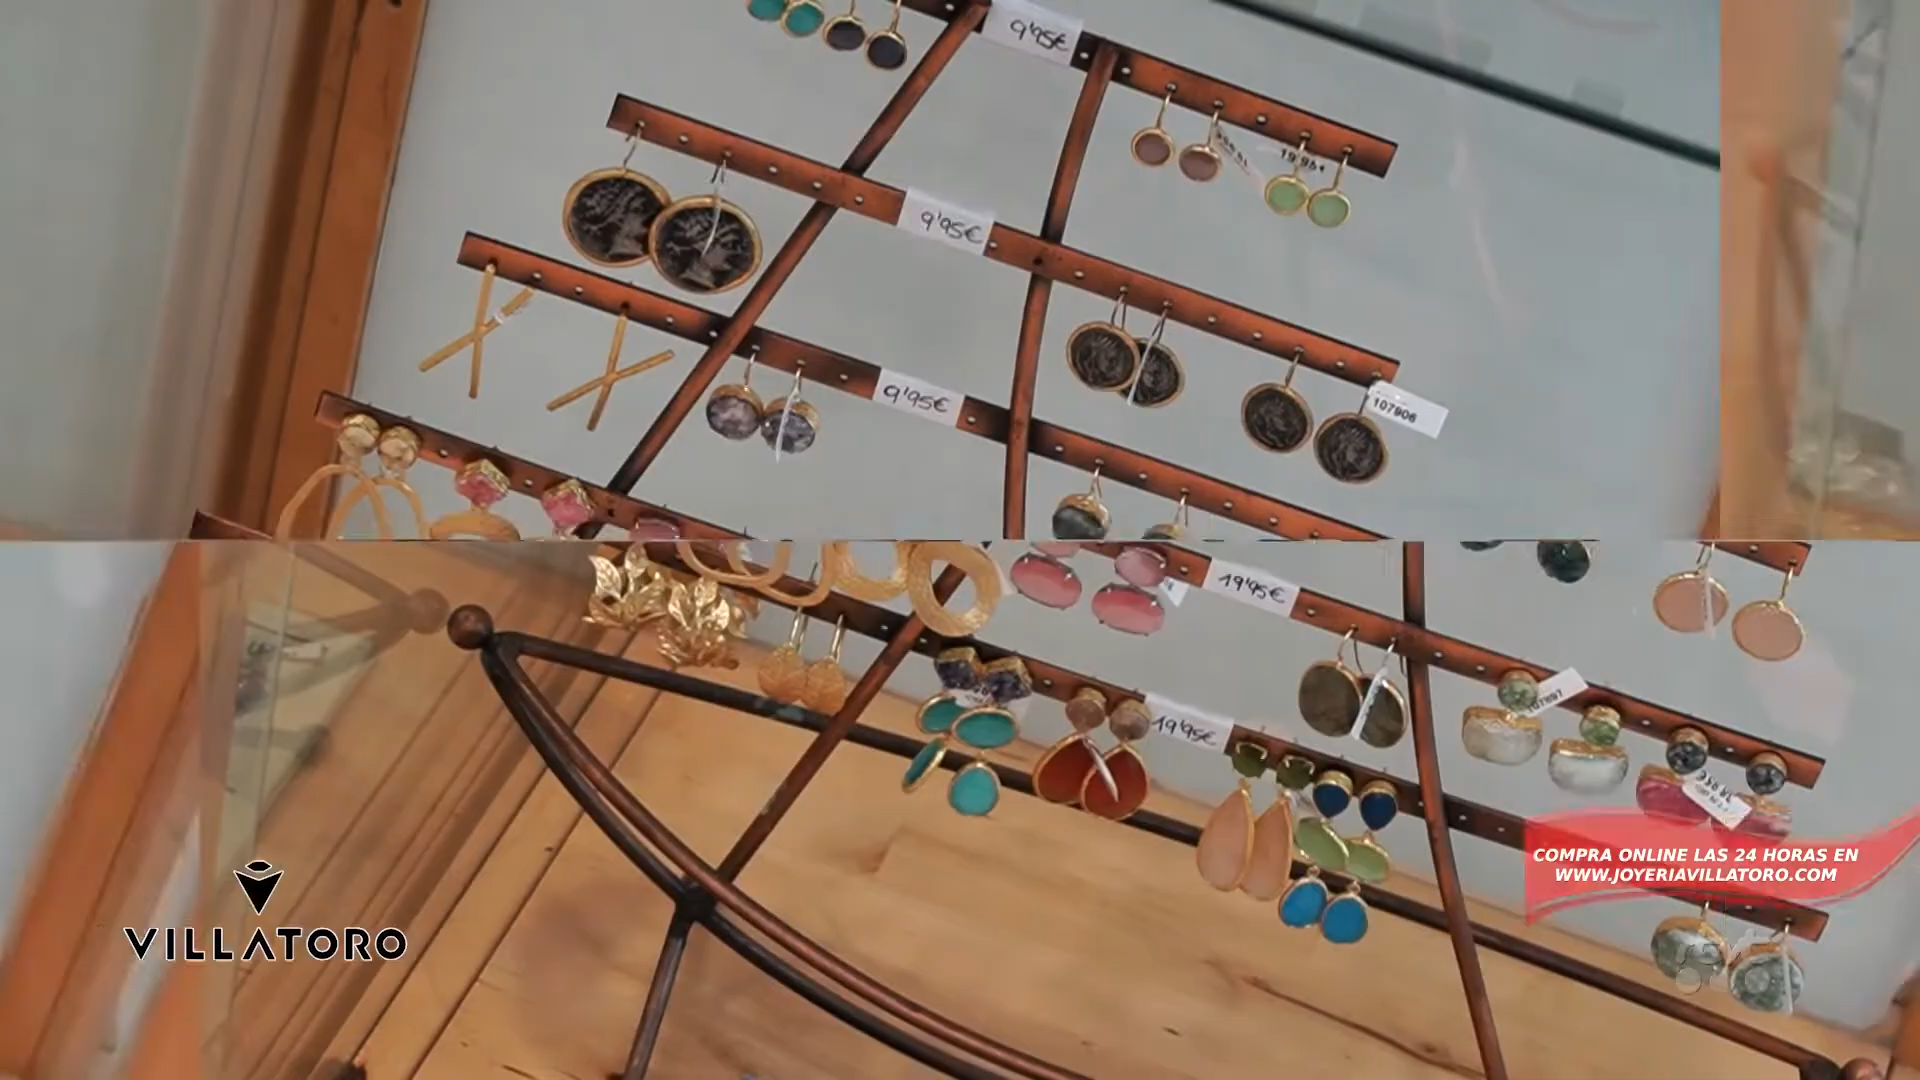 9'95€
19'95€
9'95€
9'95€
107906
19'95€
107897
19'95€
COMPRA ONLINE LAS 24 HORAS EN
WWW.JOYERIAVILLATORO.COM
VILLATORO